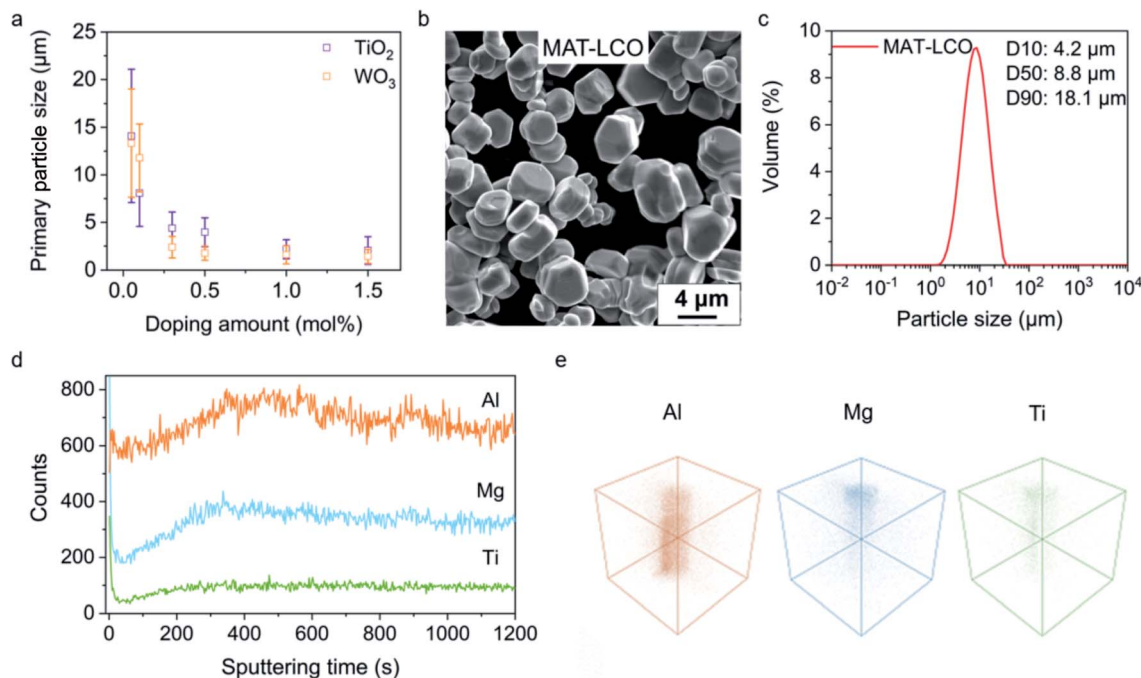 a
25
20
15
10
5
0
Primary particle size (μm)
TiO₂
WO₃
0.0 0.5 1.0 1.5
Doping amount (mol%)
b
MAT-LCO
4 μm
c
10
8
6
4
2
0
Volume (%)
MAT-LCO
D10: 4.2 μm
D50: 8.8 μm
D90: 18.1 μm
10⁻² 10⁻¹ 10⁰ 10¹ 10² 10³ 10⁴
Particle size (μm)
d
800
600
400
200
0
Counts
Al
Mg
Ti
0 200 400 600 800 1000 1200
Sputtering time (s)
e
Al Mg Ti